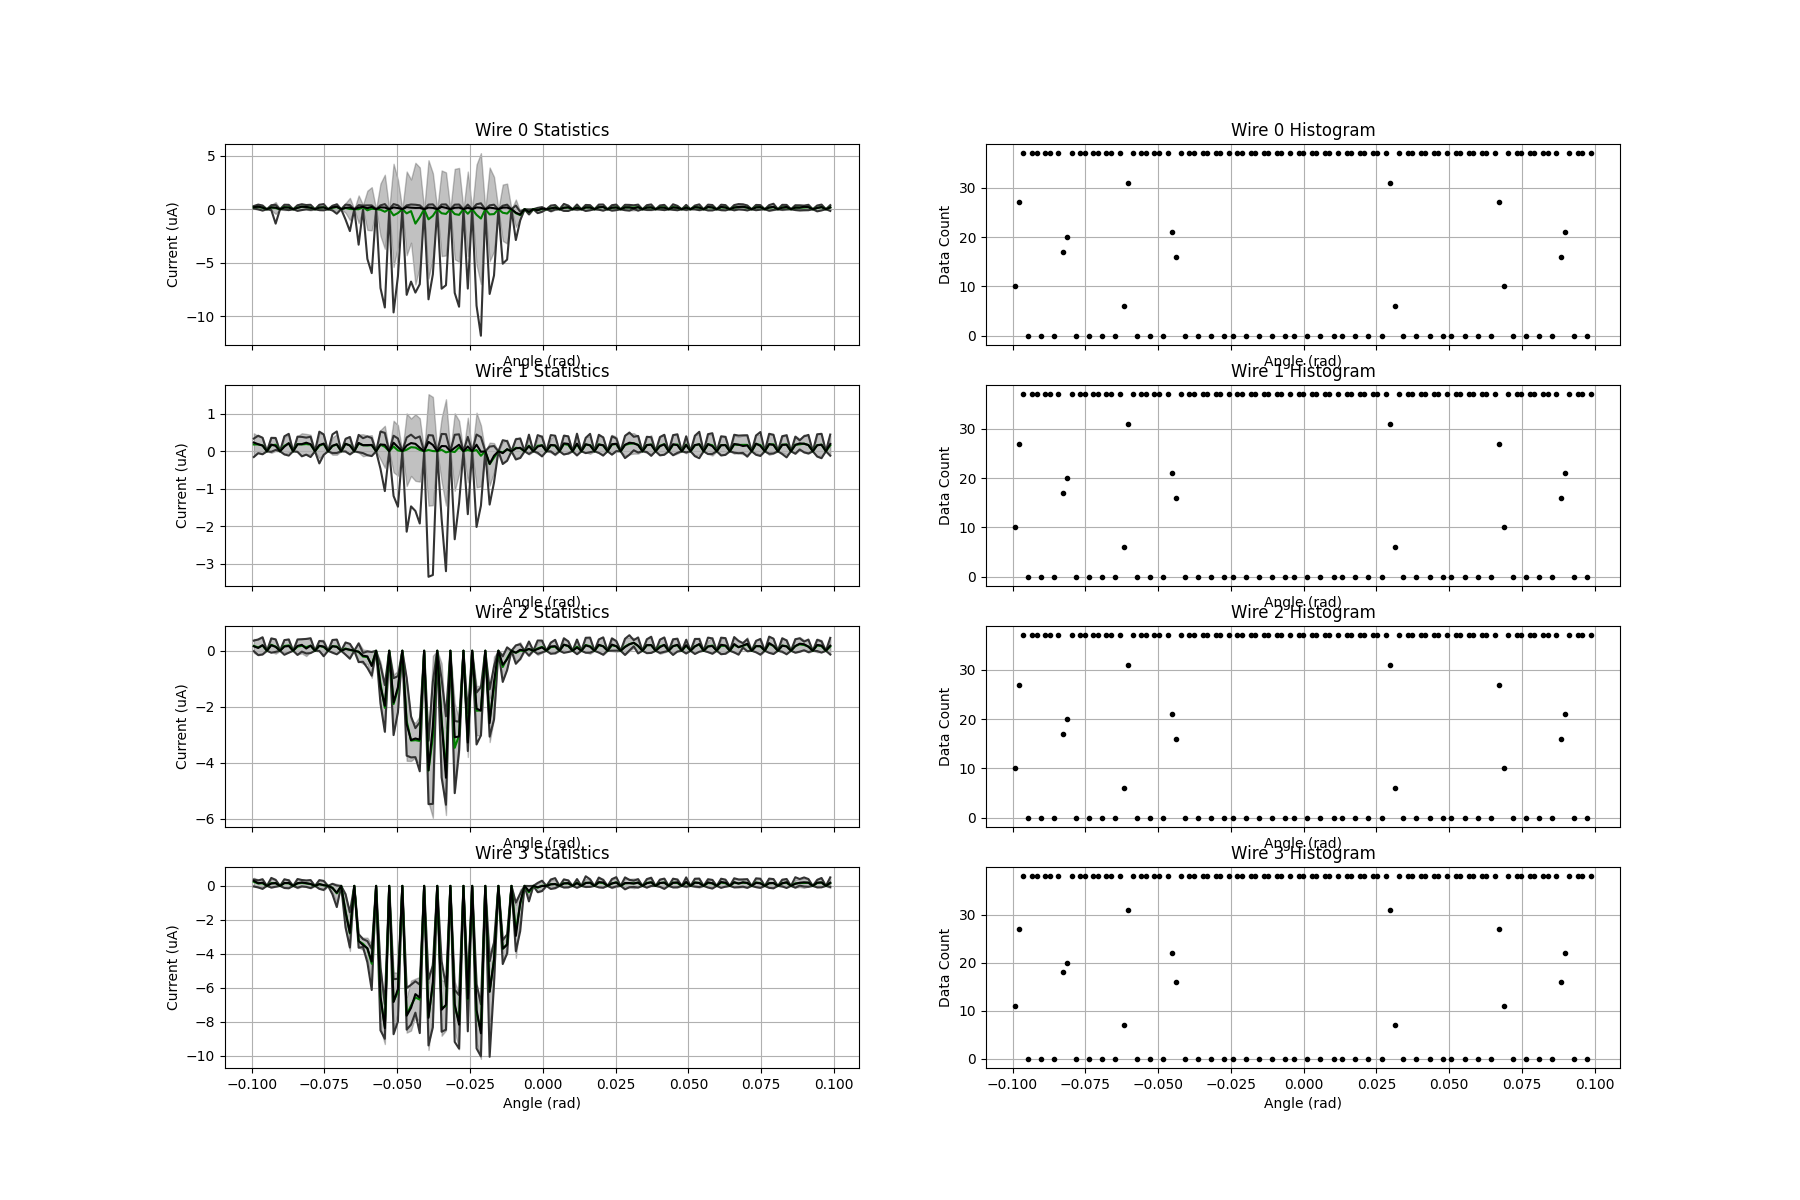 Wire 0 Statistics
Wire 0 Histogram
5
0
−5
−10
Current (uA)
Angle (rad)
30
20
10
0
Data Count
Angle (rad)
Wire 1 Statistics
Wire 1 Histogram
1
0
−1
−2
−3
Current (uA)
Angle (rad)
30
20
10
0
Data Count
Angle (rad)
Wire 2 Statistics
Wire 2 Histogram
0
−2
−4
−6
Current (uA)
Angle (rad)
30
20
10
0
Data Count
Angle (rad)
Wire 3 Statistics
Wire 3 Histogram
0
−2
−4
−6
−8
−10
Current (uA)
−0.100 −0.075 −0.050 −0.025 0.000 0.025 0.050 0.075 0.100
Angle (rad)
30
20
10
0
Data Count
−0.100 −0.075 −0.050 −0.025 0.000 0.025 0.050 0.075 0.100
Angle (rad)